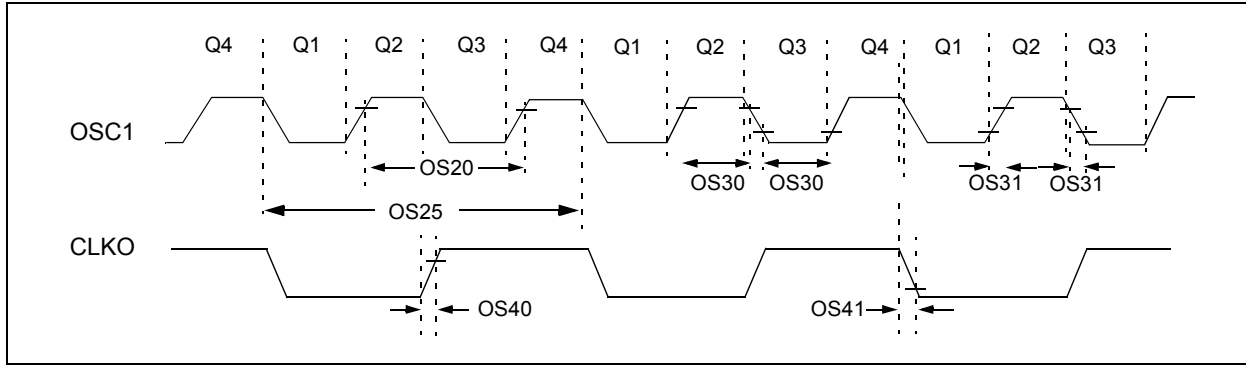 Q4 Q1 Q2 Q3 Q4 Q1 Q2 Q3 Q4 Q1 Q2 Q3
OSC1
OS20
OS30 OS30
OS31 OS31
OS25
CLKO
OS40
OS41